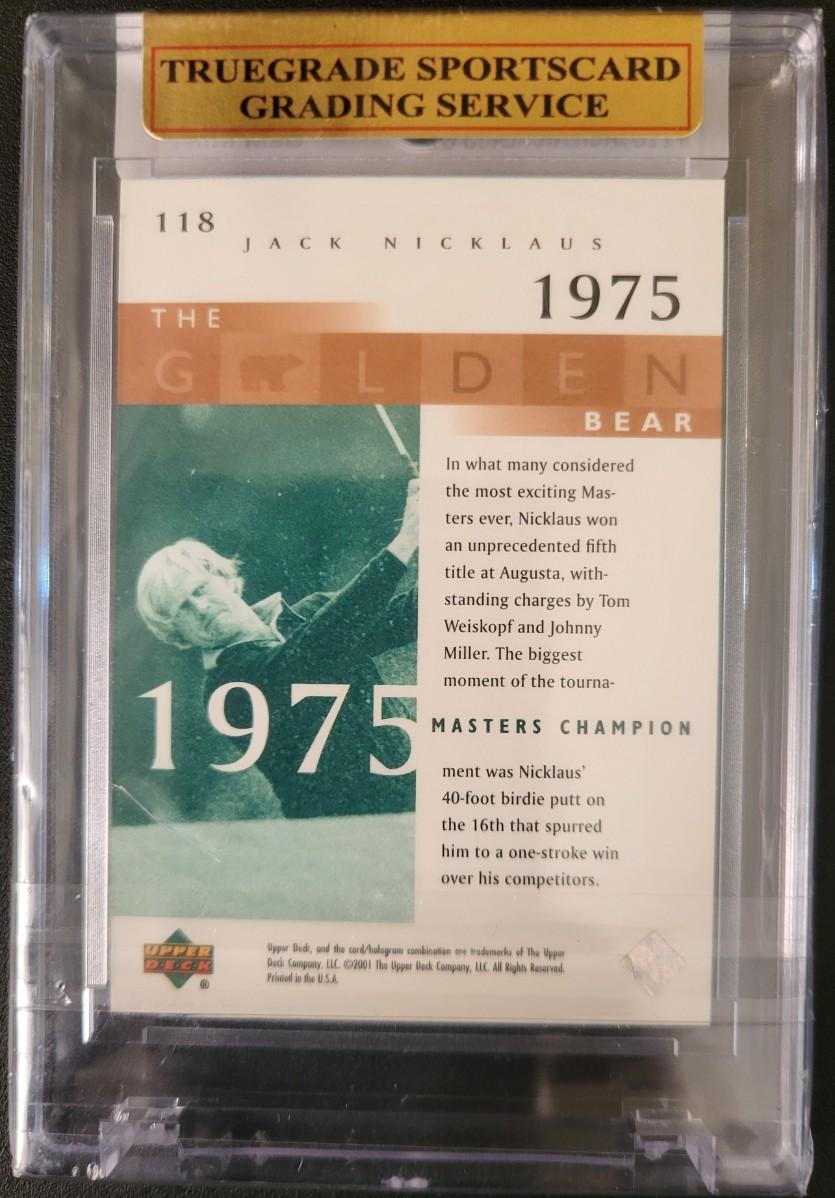 TRUEGRADE SPORTSCARD
GRADING SERVICE
118
JACK NICKLAUS
1975
THE
GOLDEN
BEAR
In what many considered
the most exciting Mas-
ters ever, Nicklaus won
an unprecedented fifth
title at Augusta, with-
standing charges by Tom
Weiskopf and Johnny
Miller. The biggest
moment of the tourna-
1975
MASTERS CHAMPION
ment was Nicklaus'
40-foot birdie putt on
the 16th that spurred
him to a one-stroke win
over his competitors.
UPPER
DECK
®
Upper Deck, and the card/hologram combination are trademarks of The Upper
Deck Company, LLC. ©2001 The Upper Deck Company, LLC. All Rights Reserved.
Printed in the U.S.A.